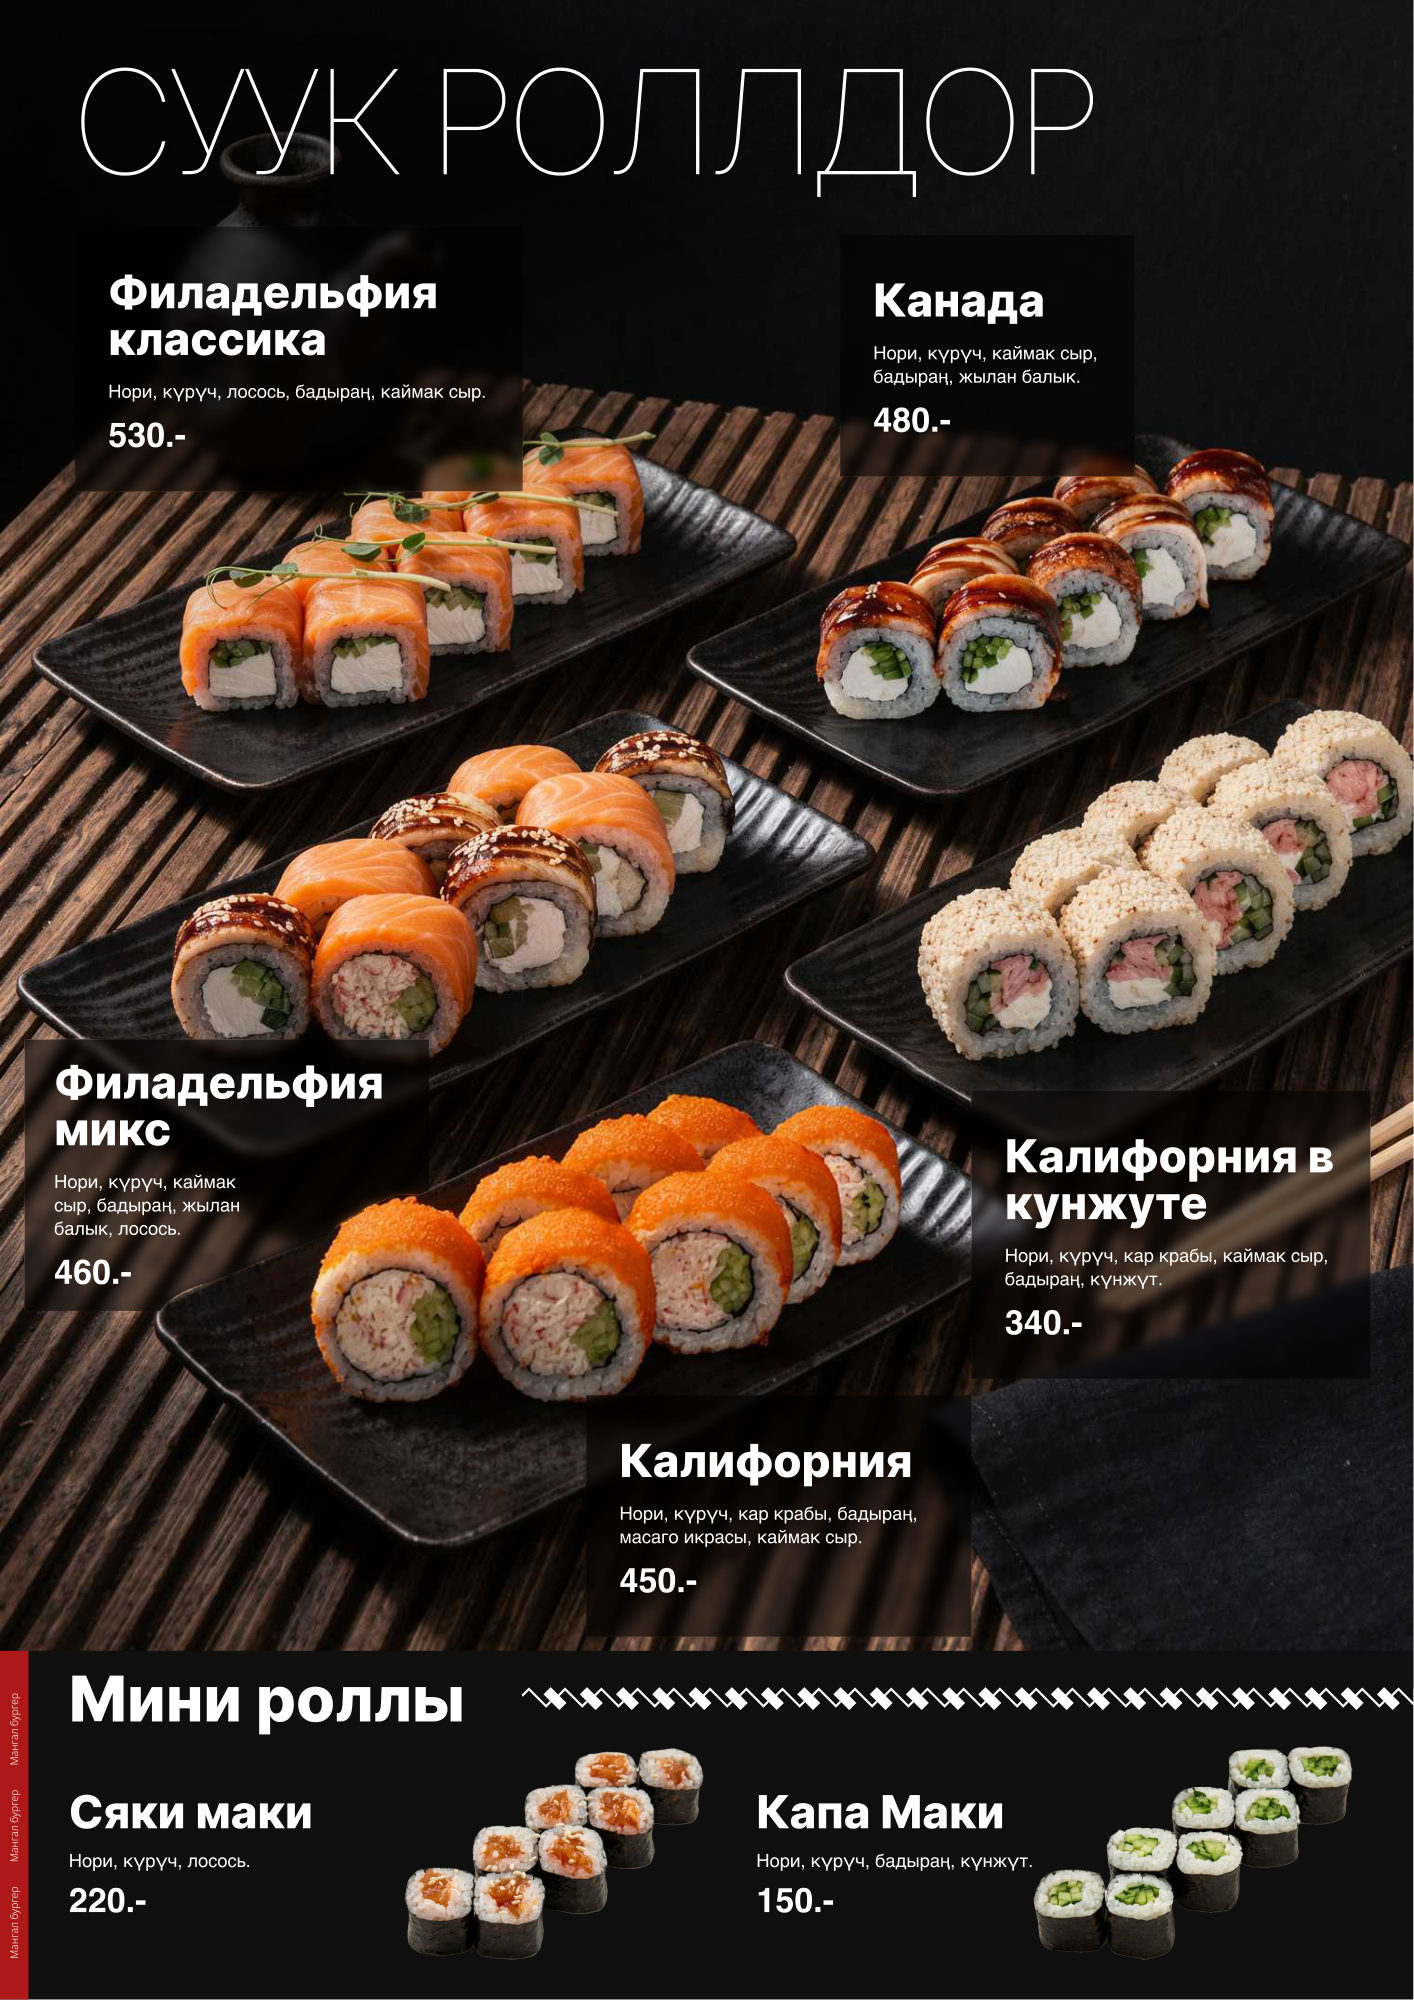 СУУК РОЛЛДОР
Филадельфия
классика
Нори, күрүч, лосось, бадыраң, каймак сыр.
530.-
Канада
Нори, күрүч, каймак сыр,
бадыраң, жылан балык.
480.-
Филадельфия
микс
Нори, күрүч, каймак
сыр, бадыраң, жылан
балык, лосось.
460.-
Калифорния в
кунжуте
Нори, күрүч, кар крабы, каймак сыр,
бадыраң, күнжүт.
340.-
Калифорния
Нори, күрүч, кар крабы, бадыраң,
масаго икрасы, каймак сыр.
450.-
Мини роллы
Сяки маки
Нори, күрүч, лосось.
220.-
Капа Маки
Нори, күрүч, бадыраң, күнжүт.
150.-
Мангал бургер
Мангал бургер
Мангал бургер